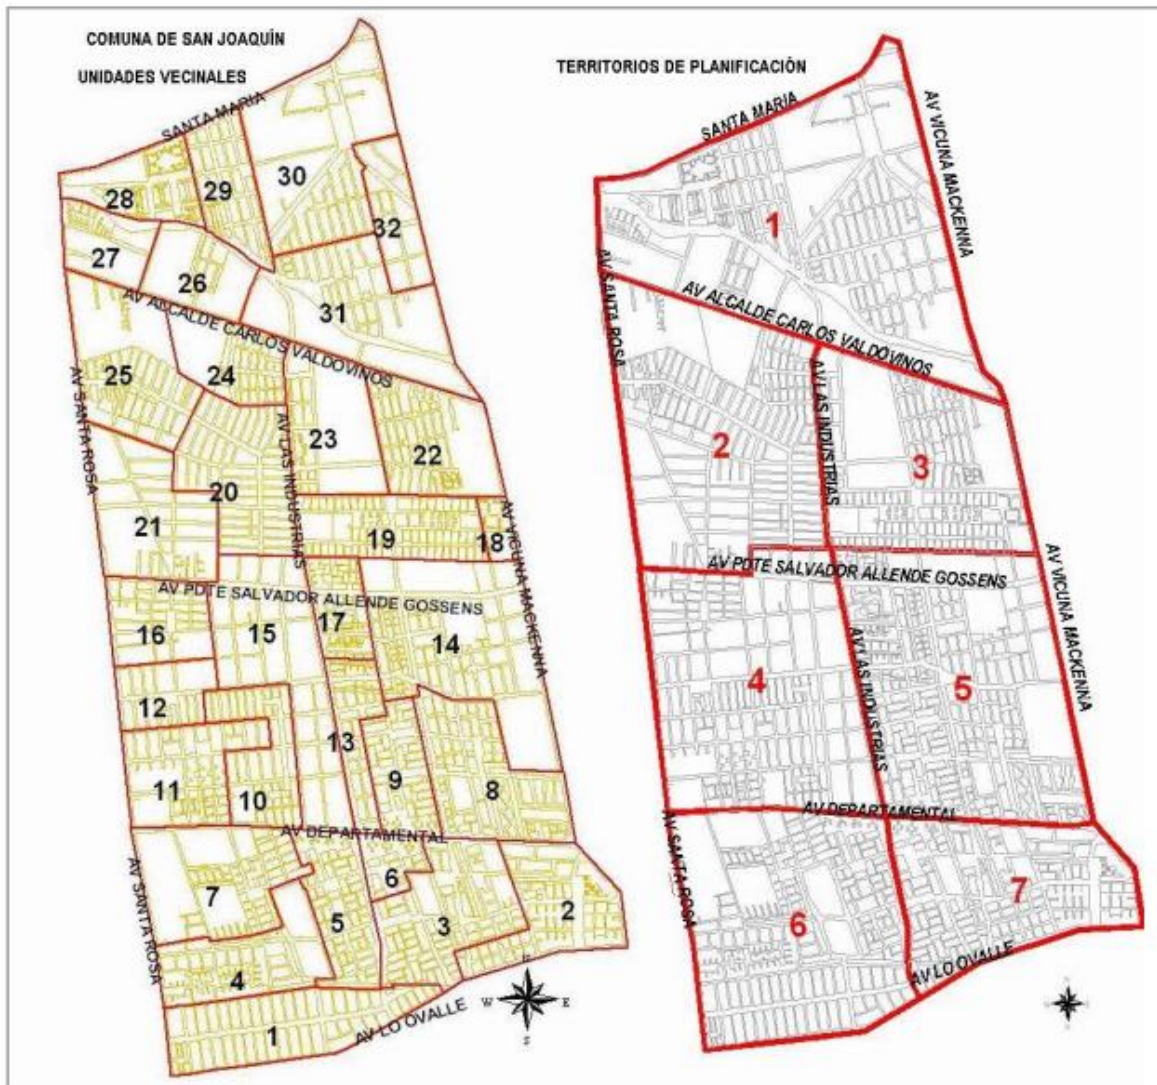 COMUNA DE SAN JOAQUÍN
UNIDADES VECINALES
SANTA MARIA
28
29
30
32
27
26
31
AV ALCALDE CARLOS VALDOVINOS
25
24
23
22
AV SANTA ROSA
AV LAS INDUSTRIAS
20
21
19
18
AV VICUNA MACKENNA
AV PDTE SALVADOR ALLENDE GOSSENS
17
16
15
14
12
13
11
10
9
8
AV DEPARTAMENTAL
AV SANTA ROSA
7
6
5
3
2
4
1
AV LO OVALLE
W
E
TERRITORIOS DE PLANIFICACIÓN
SANTA MARIA
AV VICUNA MACKENNA
1
AV SANTA ROSA
AV ALCALDE CARLOS VALDOVINOS
AV LAS INDUSTRIAS
2
3
AV PDTE SALVADOR ALLENDE GOSSENS
AV VICUNA MACKENNA
4
AV LAS INDUSTRIAS
5
AV DEPARTAMENTAL
AV SANTA ROSA
6
7
AV LO OVALLE